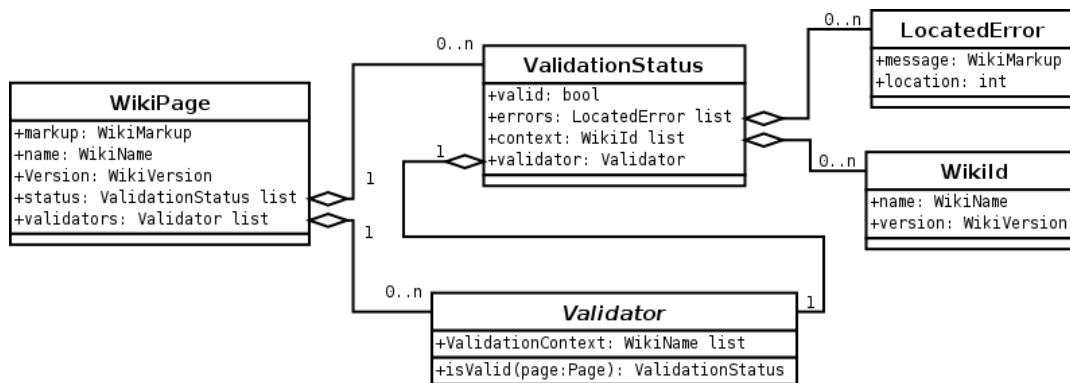 WikiPage
+markup: WikiMarkup
+name: WikiName
+Version: WikiVersion
+status: ValidationStatus list
+validators: Validator list
1
1
0..n
ValidationStatus
+valid: bool
+errors: LocatedError list
+context: WikiId list
+validator: Validator
1
0..n
LocatedError
+message: WikiMarkup
+location: int
0..n
WikiId
+name: WikiName
+version: WikiVersion
0..n
Validator
+ValidationContext: WikiName list
+isValid(page:Page): ValidationStatus
1